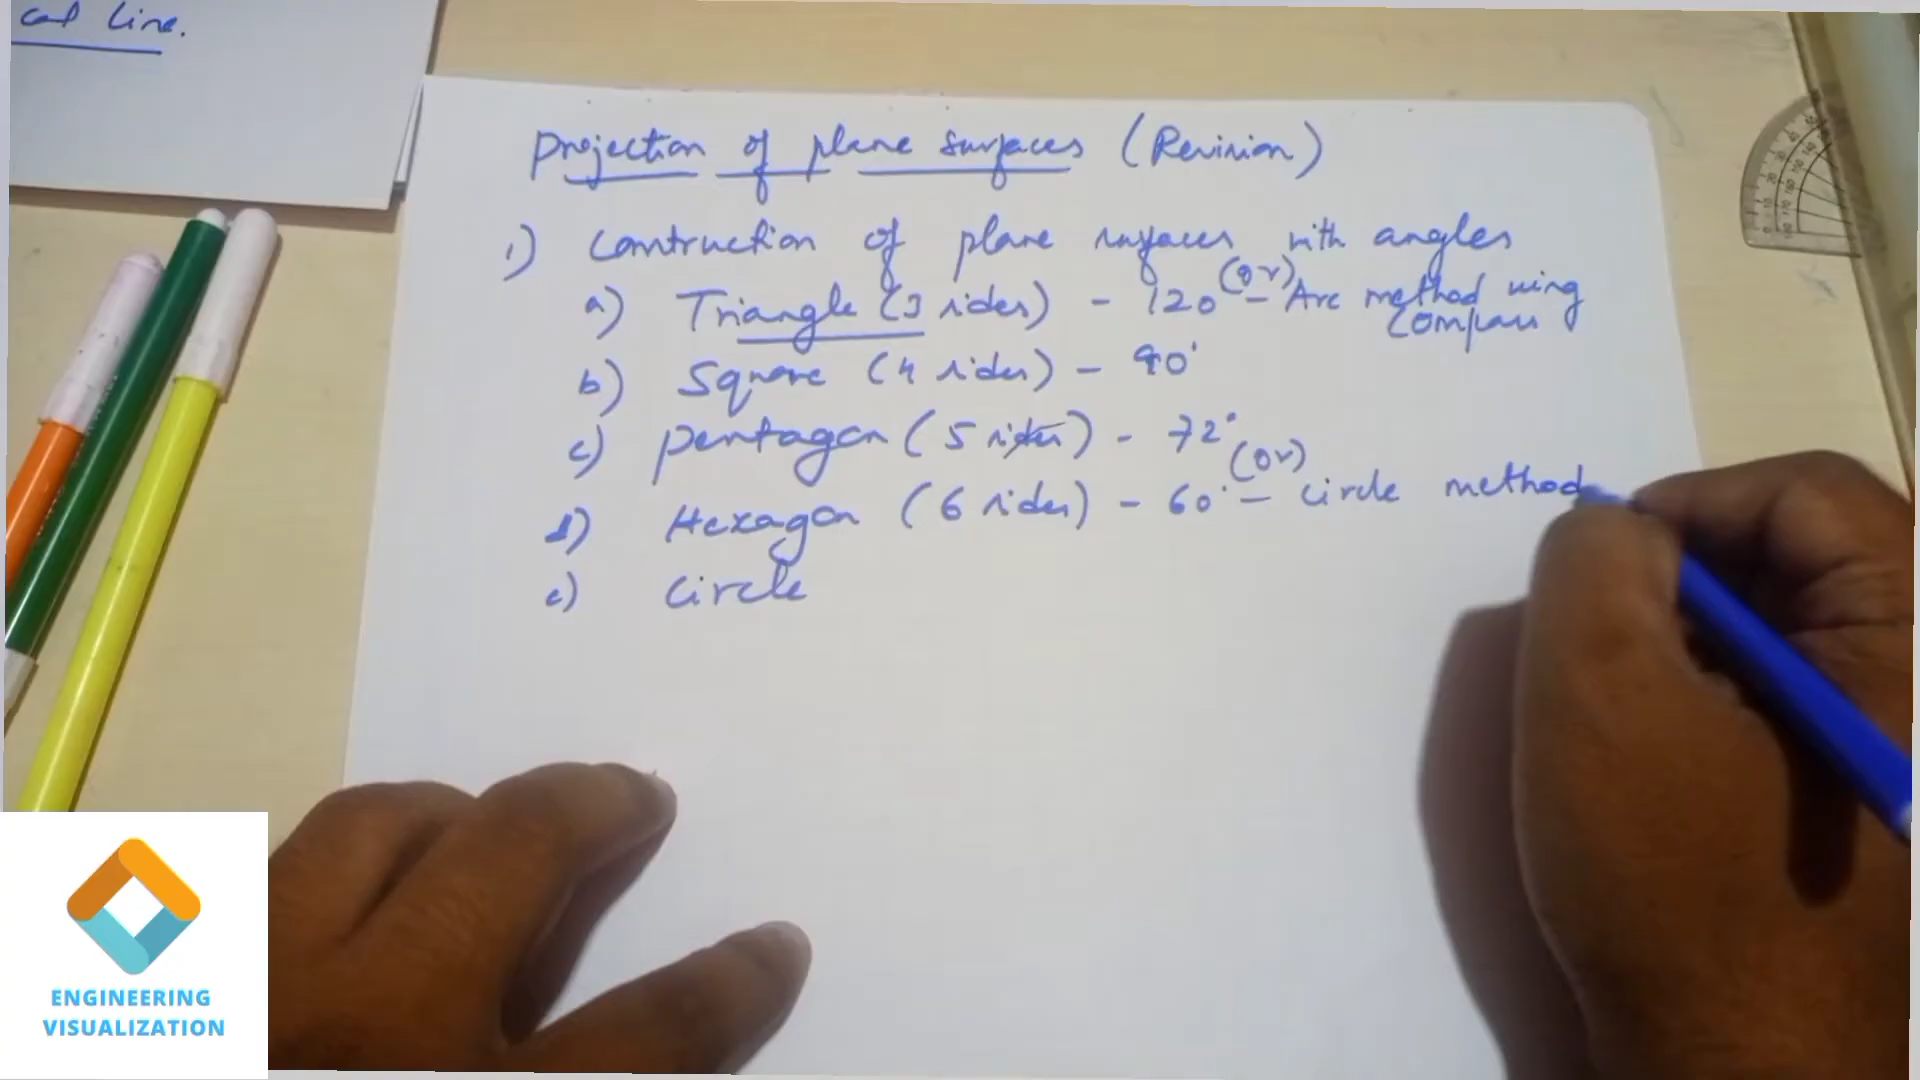 cal line.
Projection of plane surfaces (Revision)
1) Construction of plane surfaces with angles
a) Triangle (3 sides) - 120° (or) - Arc method using compass
b) Square (4 sides) - 90°
c) pentagon (5 sides) - 72°
d) Hexagon (6 sides) - 60° (or) - circle method
e) circle
ENGINEERING
VISUALIZATION